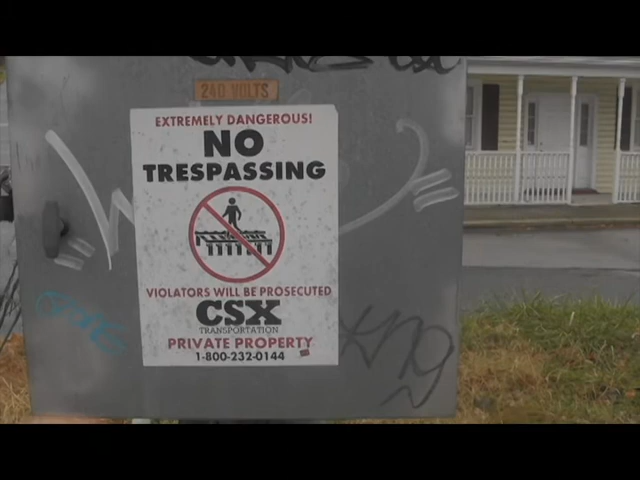 240 VOLTS
EXTREMELY DANGEROUS!
NO
TRESPASSING
VIOLATORS WILL BE PROSECUTED
CSX
TRANSPORTATION
PRIVATE PROPERTY
1-800-232-0144